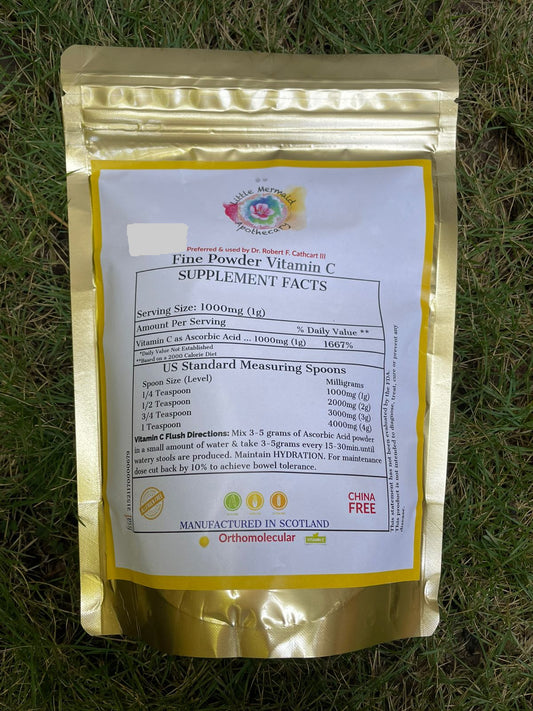 Little Mermaid
Apothecary
Preferred & used by Dr. Robert F. Cathcart III
Fine Powder Vitamin C
SUPPLEMENT FACTS
Serving Size: 1000mg (1g)
Amount Per Serving % Daily Value **
Vitamin C as Ascorbic Acid ... 1000mg (1g) 1667%
*Daily Value Not Established
**Based on a 2000 Calorie Diet
US Standard Measuring Spoons
Spoon Size (Level) Milligrams
1/4 Teaspoon 1000mg (1g)
1/2 Teaspoon 2000mg (2g)
3/4 Teaspoon 3000mg (3g)
1 Teaspoon 4000mg (4g)
Vitamin C Flush Directions: Mix 3-5 grams of Ascorbic Acid powder
in a small amount of water & take 3-5grams every 15-30min.until
watery stools are produced. Maintain HYDRATION. For maintenance
dose cut back by 10% to achieve bowel tolerance.
This statement has not been evaluated by the FDA.
This product is not intended to diagnose, treat, cure or prevent any
disease.
CHINA
FREE
MANUFACTURED IN SCOTLAND
Orthomolecular